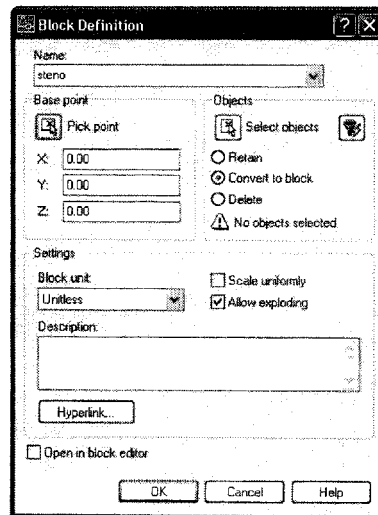 Block Definition
Name:
steno
Base point
Pick point
X: 0.00
Y: 0.00
Z: 0.00
Objects
Select objects
Retain
Convert to block
Delete
No objects selected
Settings
Block unit:
Unitless
Scale uniformly
Allow exploding
Description:
Hyperlink...
Open in block editor
OK Cancel Help